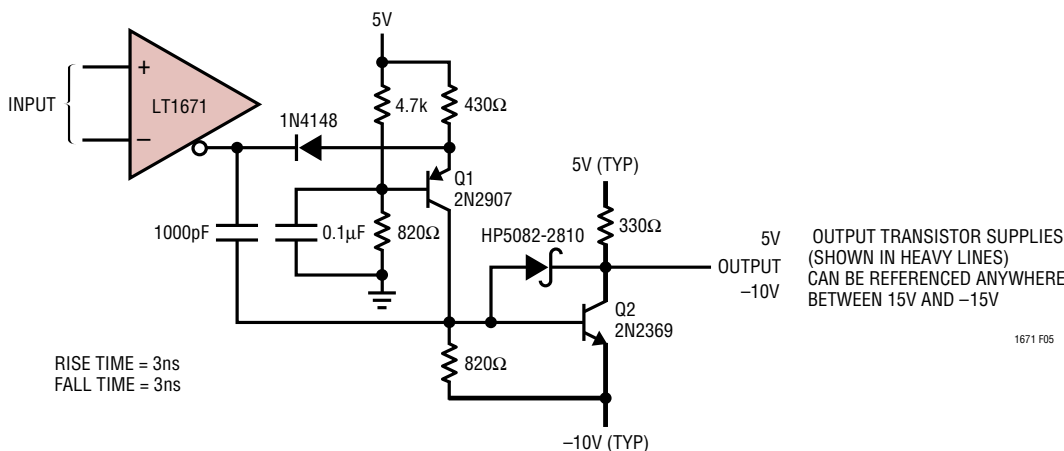 5V
+
INPUT
LT1671
−
1N4148
4.7k
430Ω
Q1
2N2907
1000pF
0.1µF
820Ω
HP5082-2810
5V (TYP)
330Ω
5V
OUTPUT
–10V
OUTPUT TRANSISTOR SUPPLIES
(SHOWN IN HEAVY LINES)
CAN BE REFERENCED ANYWHERE
BETWEEN 15V AND –15V
Q2
2N2369
1671 F05
RISE TIME = 3ns
FALL TIME = 3ns
820Ω
–10V (TYP)